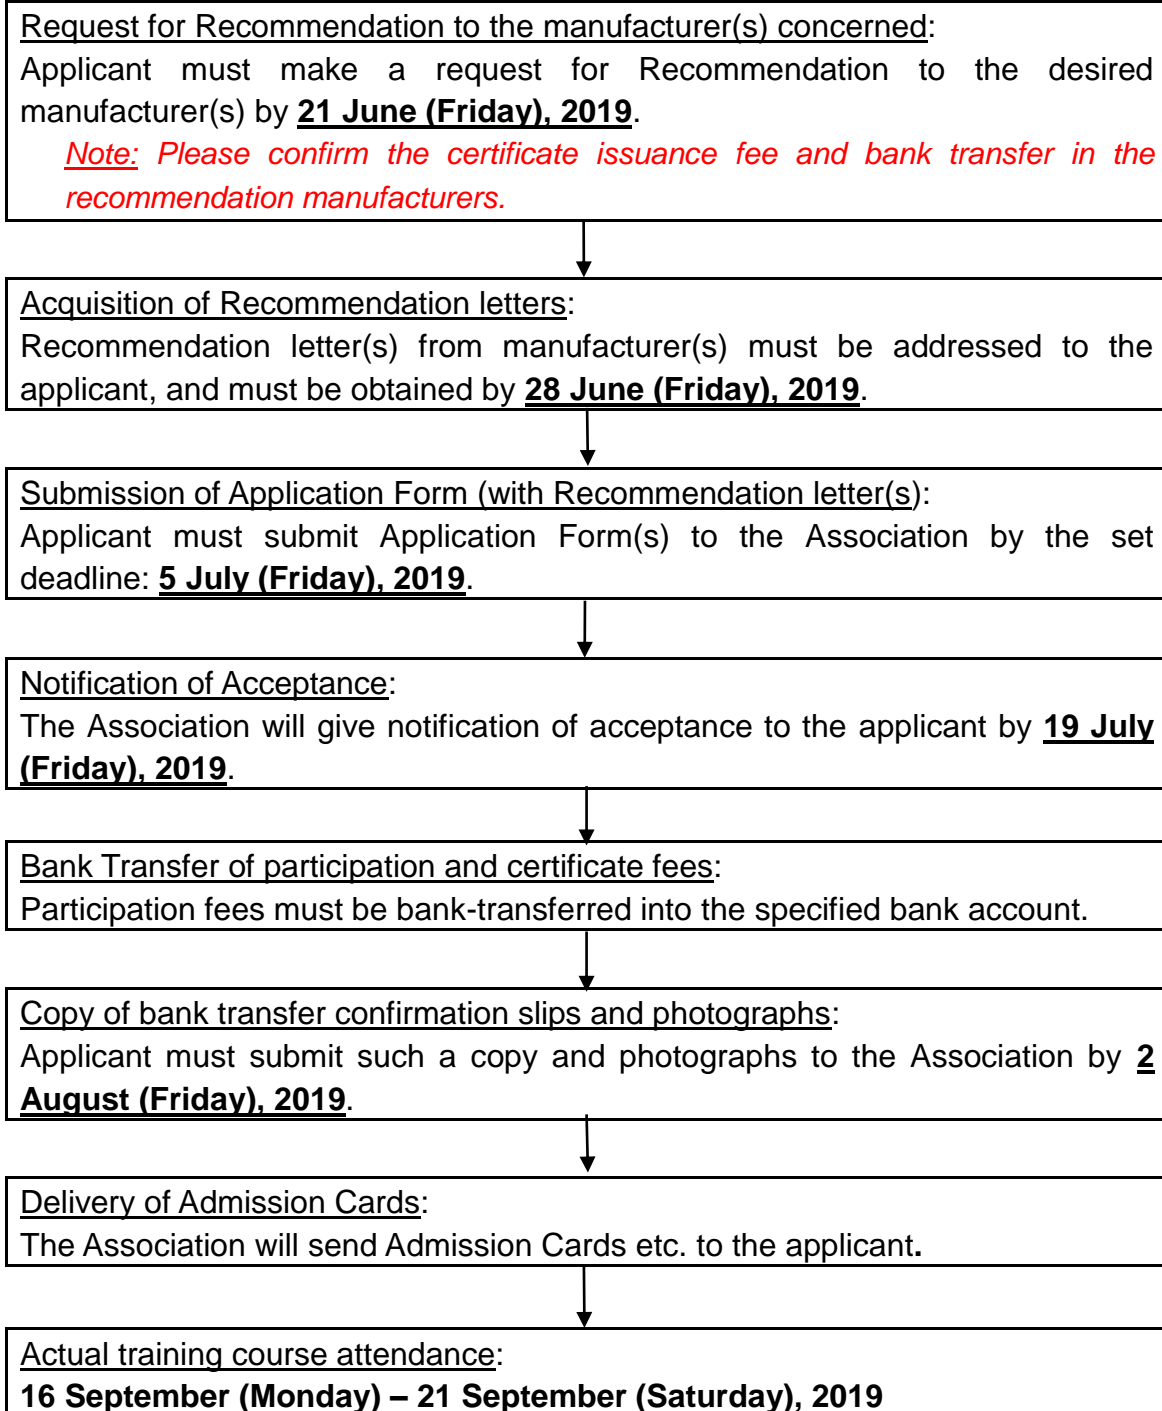 Request for Recommendation to the manufacturer(s) concerned:
Applicant must make a request for Recommendation to the desired
manufacturer(s) by 21 June (Friday), 2019.
Note: Please confirm the certificate issuance fee and bank transfer in the
recommendation manufacturers.
Acquisition of Recommendation letters:
Recommendation letter(s) from manufacturer(s) must be addressed to the
applicant, and must be obtained by 28 June (Friday), 2019.
Submission of Application Form (with Recommendation letter(s):
Applicant must submit Application Form(s) to the Association by the set
deadline: 5 July (Friday), 2019.
Notification of Acceptance:
The Association will give notification of acceptance to the applicant by 19 July
(Friday), 2019.
Bank Transfer of participation and certificate fees:
Participation fees must be bank-transferred into the specified bank account.
Copy of bank transfer confirmation slips and photographs:
Applicant must submit such a copy and photographs to the Association by 2
August (Friday), 2019.
Delivery of Admission Cards:
The Association will send Admission Cards etc. to the applicant.
Actual training course attendance:
16 September (Monday) – 21 September (Saturday), 2019